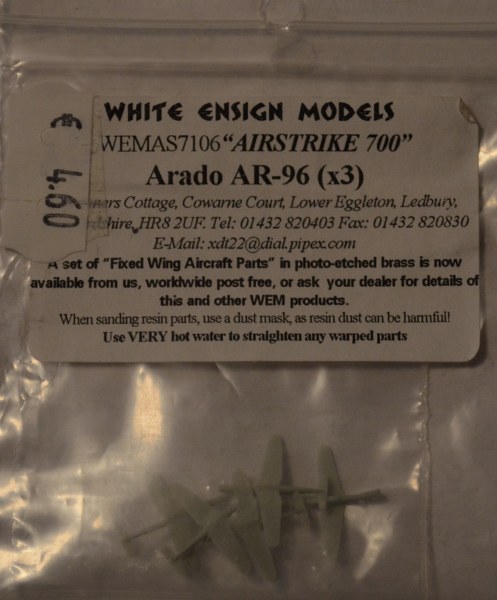 WHITE ENSIGN MODELS
WEMAS7106 "AIRSTRIKE 700"
Arado AR-96 (x3)
Cottage, Cowarne Court, Lower Eggleton, Ledbury,
HR8 2UF. Tel: 01432 820403 Fax: 01432 820830
E-Mail: xdt22@dial.pipex.com
A set of "Fixed Wing Aircraft Parts" in photo-etched brass is now
available from us, worldwide post free, or ask your dealer for details of
this and other WEM products.
When sanding resin parts, use a dust mask, as resin dust can be harmful!
Use VERY hot water to straighten any warped parts
€ 4.60